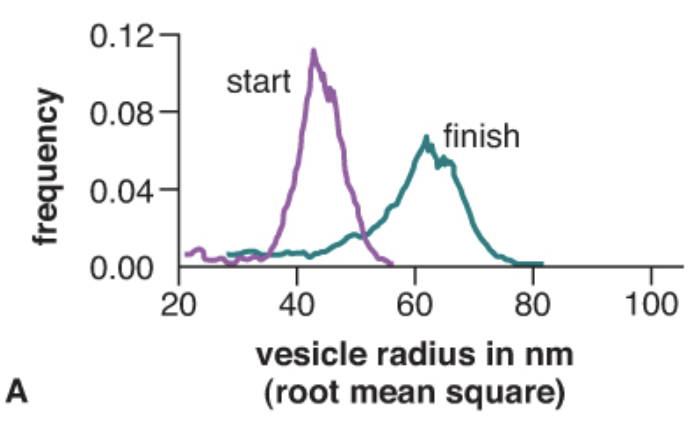 0.12
start
0.08
finish
0.04
0.00
frequency
20 40 60 80 100
vesicle radius in nm
(root mean square)
A